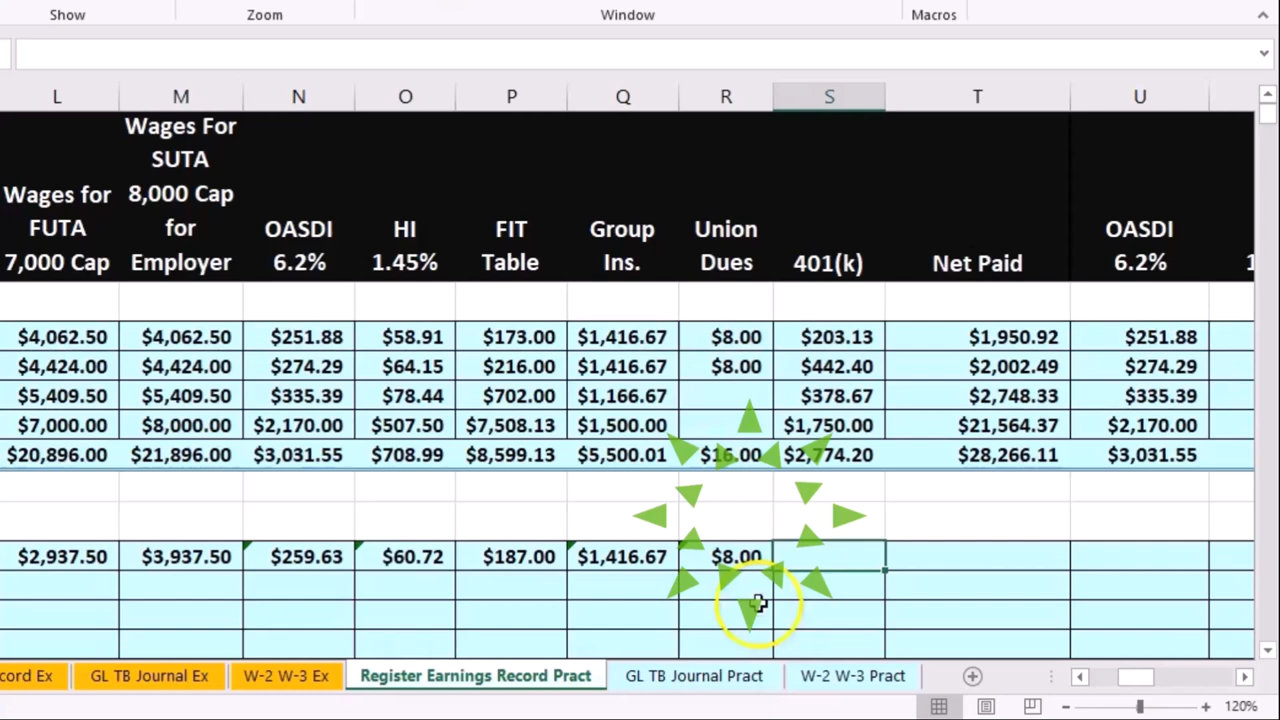 Show Zoom Window Macros
L M N O P Q R S T U
Wages for FUTA 7,000 Cap
Wages For SUTA 8,000 Cap for Employer
OASDI 6.2%
HI 1.45%
FIT Table
Group Ins.
Union Dues
401(k)
Net Paid
OASDI 6.2%
1
$4,062.50 $4,062.50 $251.88 $58.91 $173.00 $1,416.67 $8.00 $203.13 $1,950.92 $251.88
$4,424.00 $4,424.00 $274.29 $64.15 $216.00 $1,416.67 $8.00 $442.40 $2,002.49 $274.29
$5,409.50 $5,409.50 $335.39 $78.44 $702.00 $1,166.67 $378.67 $2,748.33 $335.39
$7,000.00 $8,000.00 $2,170.00 $507.50 $7,508.13 $1,500.00 $1,750.00 $21,564.37 $2,170.00
$20,896.00 $21,896.00 $3,031.55 $708.99 $8,599.13 $5,500.01 $16.00 $2,774.20 $28,266.11 $3,031.55
$2,937.50 $3,937.50 $259.63 $60.72 $187.00 $1,416.67 $8.00
cord Ex GL TB Journal Ex W-2 W-3 Ex Register Earnings Record Pract GL TB Journal Pract W-2 W-3 Pract
120%